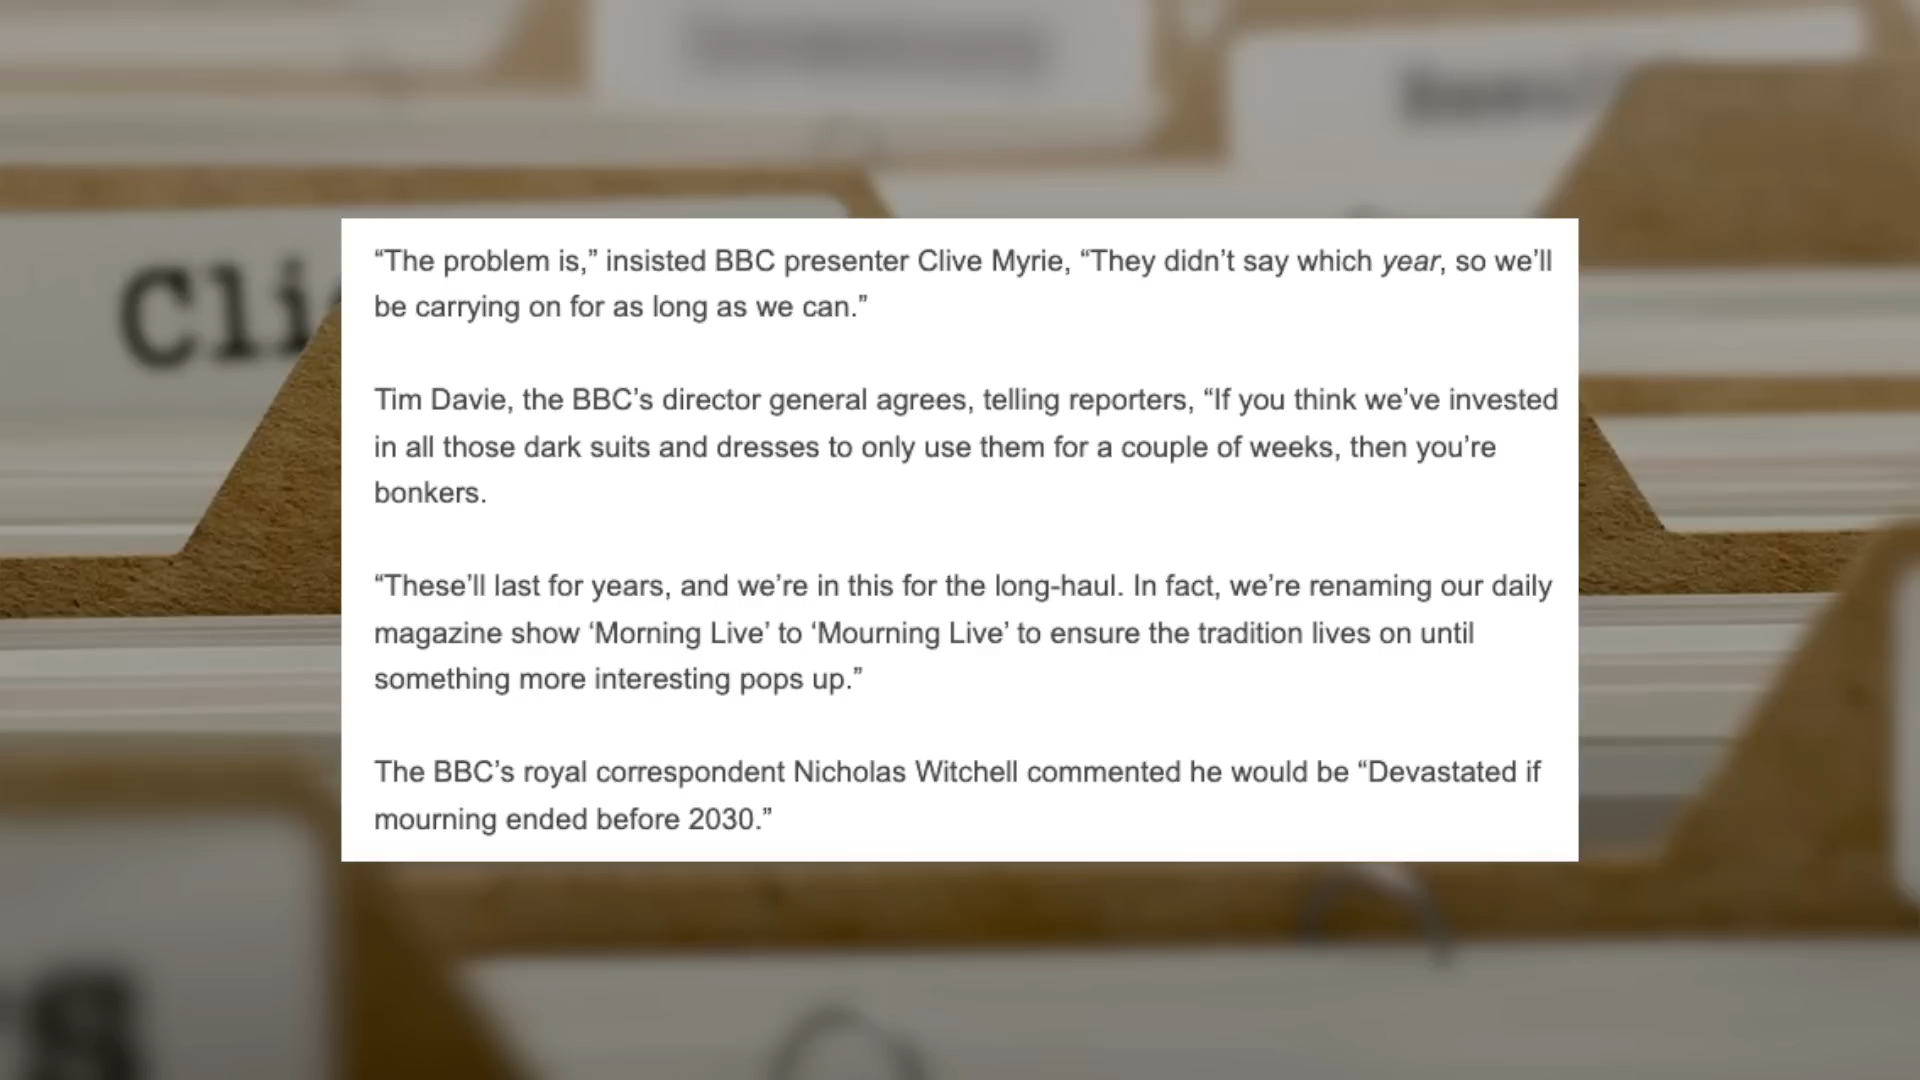 “The problem is,” insisted BBC presenter Clive Myrie, “They didn’t say which year, so we’ll
be carrying on for as long as we can.”
Tim Davie, the BBC’s director general agrees, telling reporters, “If you think we’ve invested
in all those dark suits and dresses to only use them for a couple of weeks, then you’re
bonkers.
“These’ll last for years, and we’re in this for the long-haul. In fact, we’re renaming our daily
magazine show ‘Morning Live’ to ‘Mourning Live’ to ensure the tradition lives on until
something more interesting pops up.”
The BBC’s royal correspondent Nicholas Witchell commented he would be “Devastated if
mourning ended before 2030.”
Cli